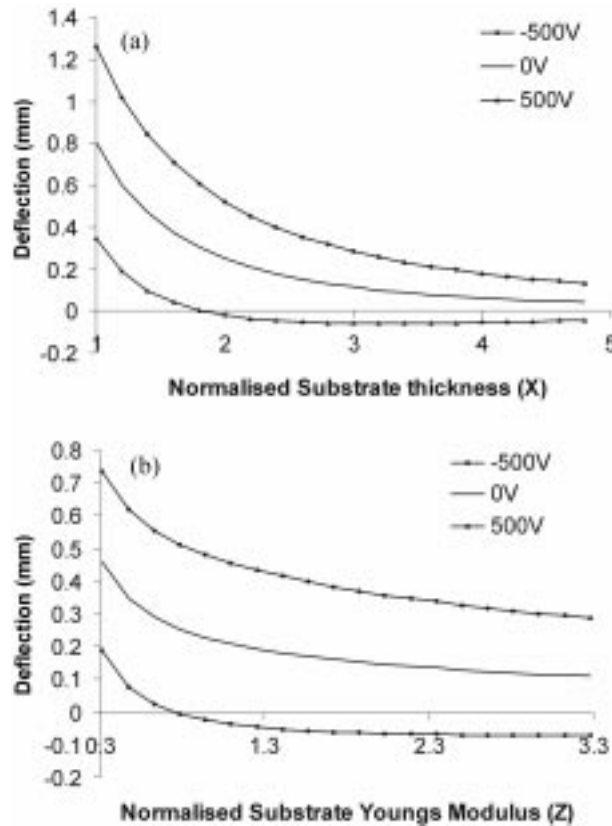 1.4
(a)
-500V
1.2
0V
1
500V
0.8
0.6
0.4
0.2
0
-0.2
1 2 3 4 5
Deflection (mm)
Normalised Substrate thickness (X)
0.8
(b)
-500V
0.7
0V
0.6
500V
0.5
0.4
0.3
0.2
0.1
0
-0.1
-0.2
0.3 1.3 2.3 3.3
Deflection (mm)
Normalised Substrate Youngs Modulus (Z)